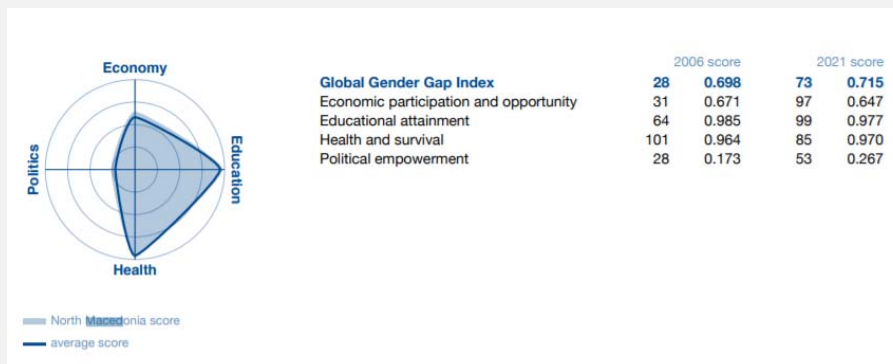 Economy
Politics
Education
Health
North Macedonia score
average score
2006 score 2021 score
Global Gender Gap Index 28 0.698 73 0.715
Economic participation and opportunity 31 0.671 97 0.647
Educational attainment 64 0.985 99 0.977
Health and survival 101 0.964 85 0.970
Political empowerment 28 0.173 53 0.267